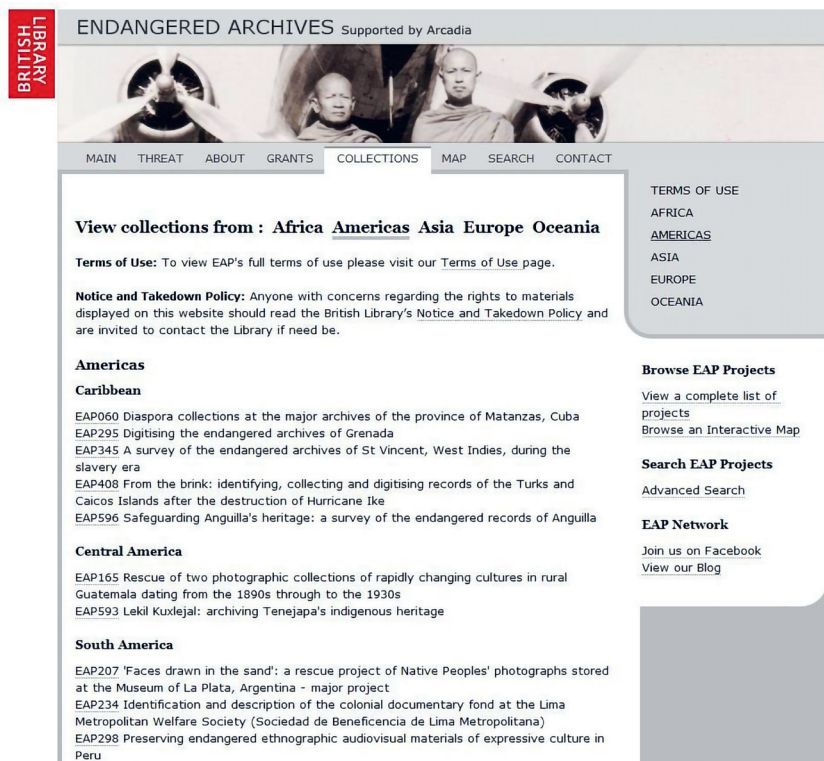 BRITISH
LIBRARY
ENDANGERED ARCHIVES Supported by Arcadia
MAIN THREAT ABOUT GRANTS COLLECTIONS MAP SEARCH CONTACT
View collections from : Africa Americas Asia Europe Oceania
Terms of Use: To view EAP's full terms of use please visit our Terms of Use page.
Notice and Takedown Policy: Anyone with concerns regarding the rights to materials
displayed on this website should read the British Library's Notice and Takedown Policy and
are invited to contact the Library if need be.
Americas
Caribbean
EAP060 Diaspora collections at the major archives of the province of Matanzas, Cuba
EAP295 Digitising the endangered archives of Grenada
EAP345 A survey of the endangered archives of St Vincent, West Indies, during the
slavery era
EAP408 From the brink: identifying, collecting and digitising records of the Turks and
Caicos Islands after the destruction of Hurricane Ike
EAP596 Safeguarding Anguilla's heritage: a survey of the endangered records of Anguilla
Central America
EAP165 Rescue of two photographic collections of rapidly changing cultures in rural
Guatemala dating from the 1890s through to the 1930s
EAP593 Lekil Kuxlejal: archiving Tenejapa's indigenous heritage
South America
EAP207 'Faces drawn in the sand': a rescue project of Native Peoples' photographs stored
at the Museum of La Plata, Argentina - major project
EAP234 Identification and description of the colonial documentary fond at the Lima
Metropolitan Welfare Society (Sociedad de Beneficencia de Lima Metropolitana)
EAP298 Preserving endangered ethnographic audiovisual materials of expressive culture in
Peru
TERMS OF USE
AFRICA
AMERICAS
ASIA
EUROPE
OCEANIA
Browse EAP Projects
View a complete list of
projects
Browse an Interactive Map
Search EAP Projects
Advanced Search
EAP Network
Join us on Facebook
View our Blog